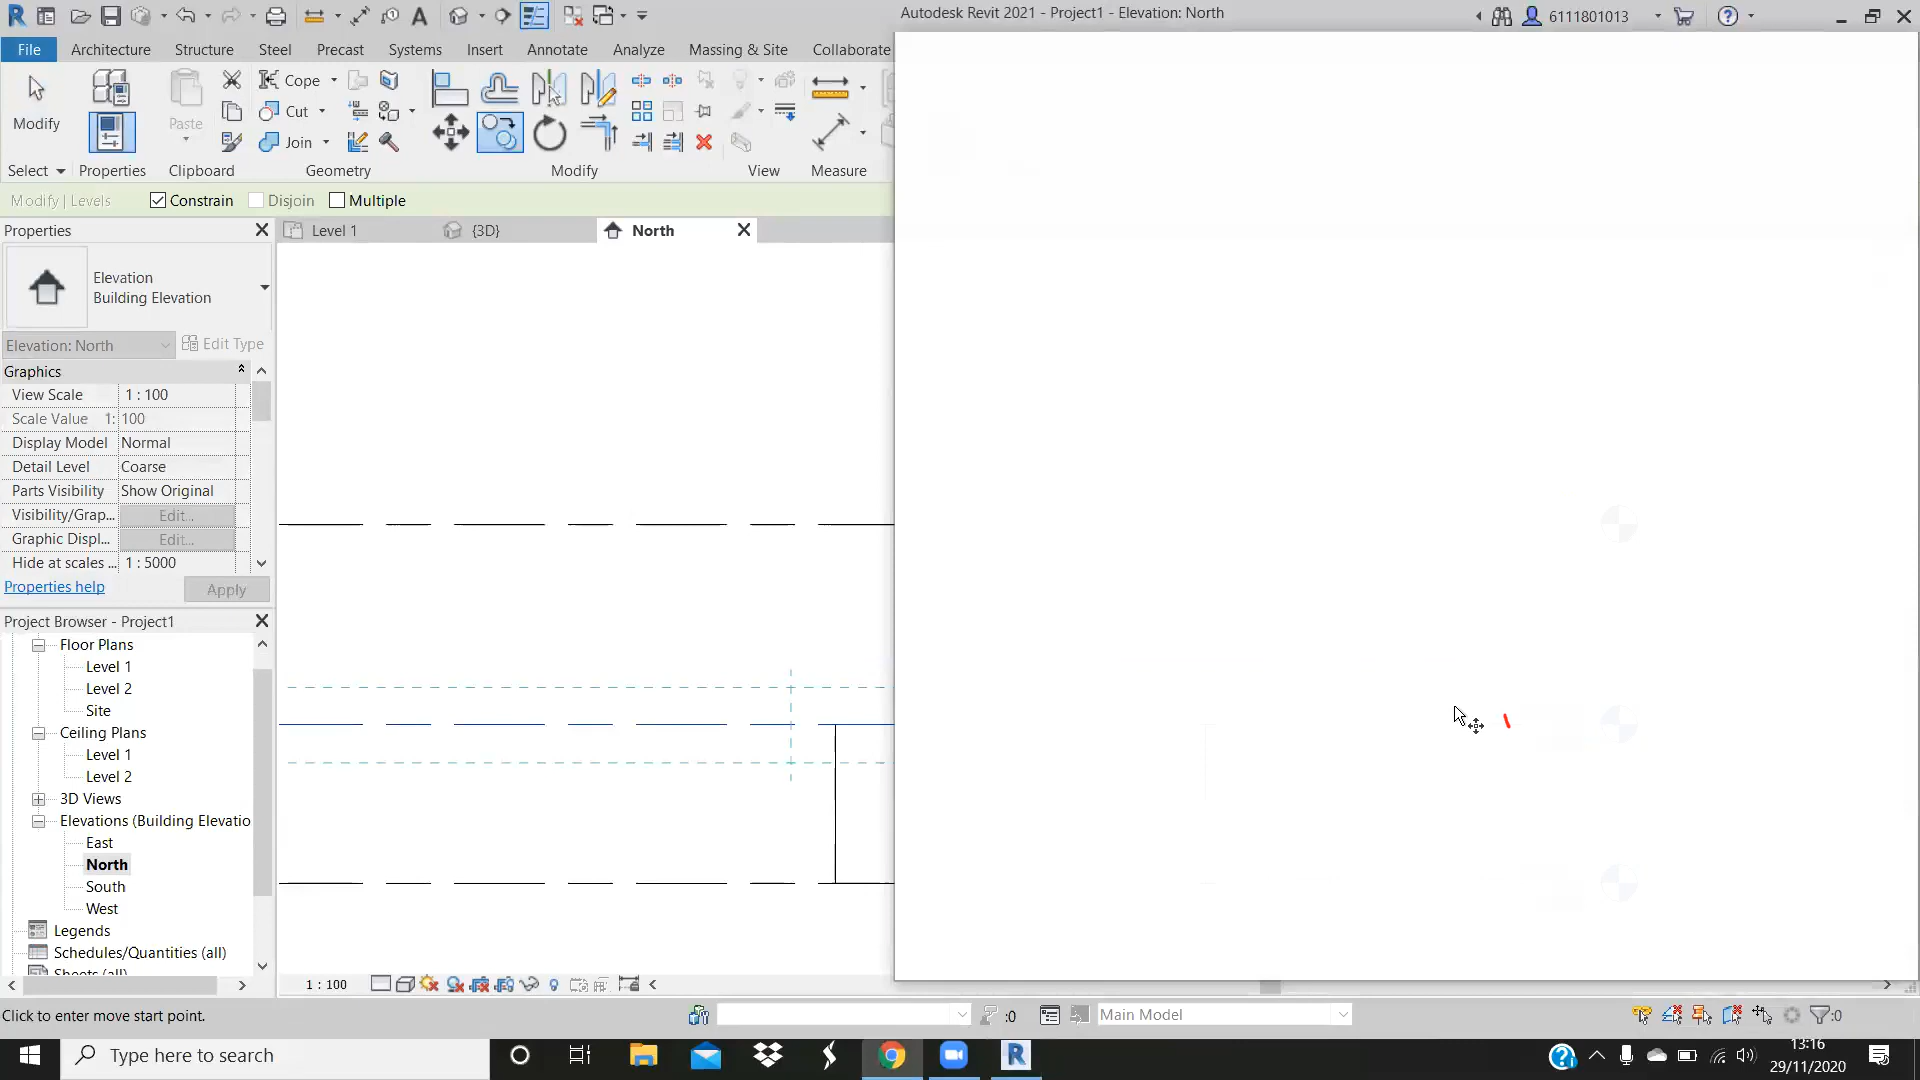 Autodesk Revit 2021 - Project1 - Elevation: North
6111801013
File Architecture Structure Steel Precast Systems Insert Annotate Analyze Massing & Site Collaborate
Modify
Paste
Cope
Cut
Join
Select Properties Clipboard Geometry Modify View Measure
Modify | Levels Constrain Disjoin Multiple
Properties
Level 1 {3D} North
Elevation
Building Elevation
Elevation: North Edit Type
Graphics
View Scale 1 : 100
Scale Value 1: 100
Display Model Normal
Detail Level Coarse
Parts Visibility Show Original
Visibility/Grap... Edit...
Graphic Displ... Edit...
Hide at scales ... 1 : 5000
Properties help Apply
Project Browser - Project1
Floor Plans
Level 1
Level 2
Site
Ceiling Plans
Level 1
Level 2
3D Views
Elevations (Building Elevatio
East
North
South
West
Legends
Schedules/Quantities (all)
Sheets (all)
1 : 100
Click to enter move start point. :0 Main Model :0
Type here to search
13:16
29/11/2020